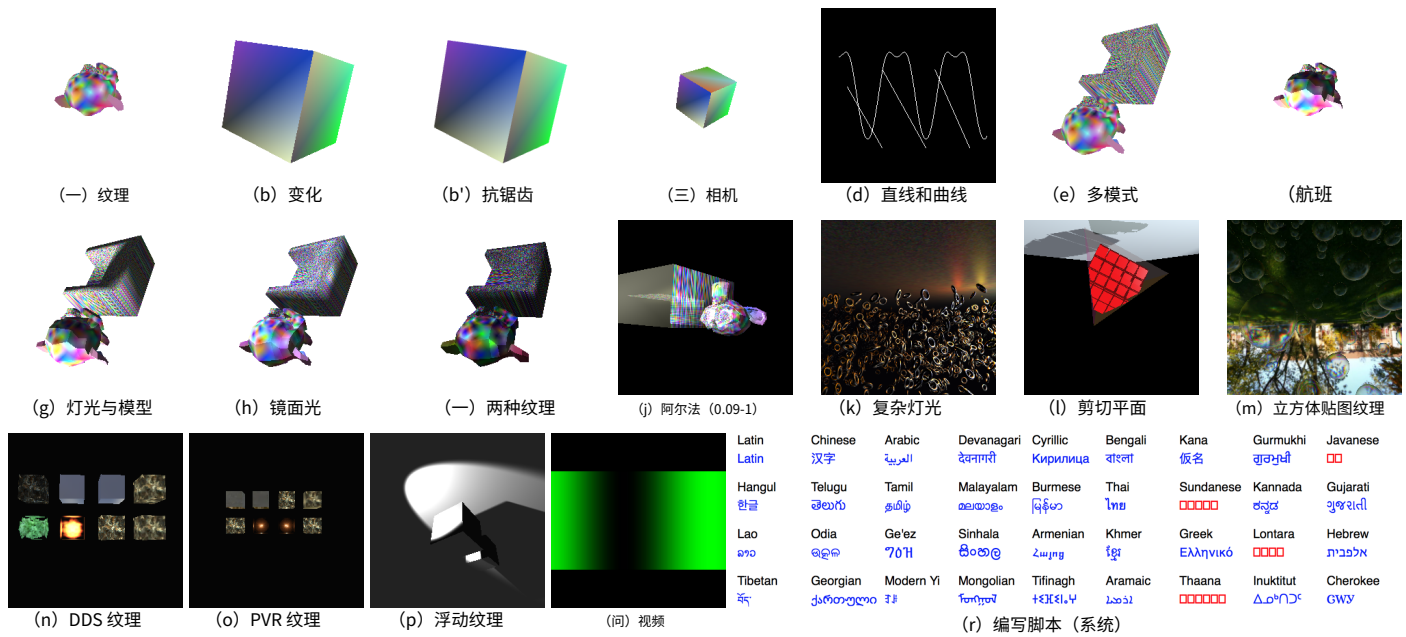 （一）纹理
（b）变化
（b'）抗锯齿
（三）相机
（d）直线和曲线
（e）多模式
（航班
（g）灯光与模型
（h）镜面光
（一）两种纹理
（j）阿尔法（0.09-1）
（k）复杂灯光
（l）剪切平面
（m）立方体贴图纹理
Latin Chinese Arabic Devanagari Cyrillic Bengali Kana Gurmukhi Javanese
Latin 汉字 العربية देवनागरी Кирилица বাংলা 仮名 ਗੁਰਮੁਖੀ
Hangul Telugu Tamil Malayalam Burmese Thai Sundanese Kannada Gujarati
한글 తెలుగు தமிழ் മലയാളം မြန်မာ ไทย ಕನ್ನಡ ગુજરાતી
Lao Odia Ge'ez Sinhala Armenian Khmer Greek Lontara Hebrew
ລາວ ଉତ୍କଳ ግዕዝ සිංහල Հայոց ខ្មែរ Ελληνικό אלפבית
Tibetan Georgian Modern Yi Mongolian Tifinagh Aramaic Thaana Inuktitut Cherokee
བོད་ ქართული ᏣᎳᎩ
（n）DDS 纹理
（o）PVR 纹理
（p）浮动纹理
（问）视频
（r）编写脚本（系统）